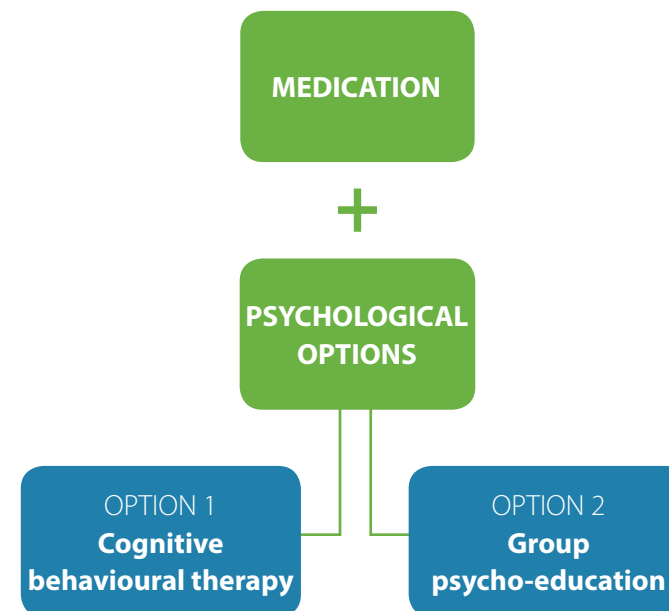 MEDICATION
+
PSYCHOLOGICAL
OPTIONS
OPTION 1
Cognitive
behavioural therapy
OPTION 2
Group
psycho-education